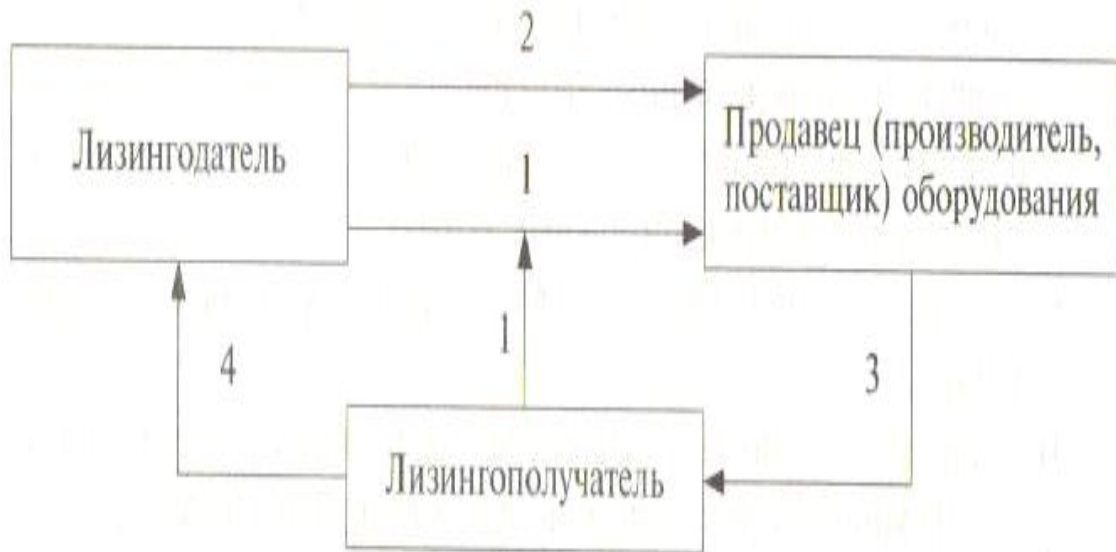 2
Лизингодатель
1
Продавец (производитель,
поставщик) оборудования
4
1
3
Лизингополучатель